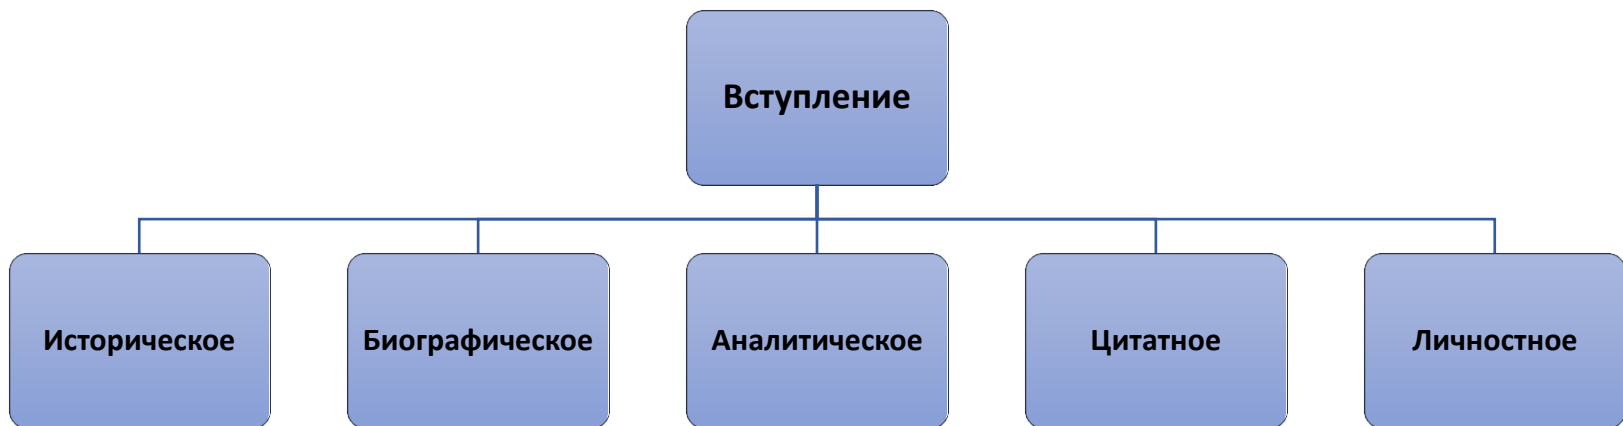 Вступление
Историческое
Биографическое
Аналитическое
Цитатное
Личностное